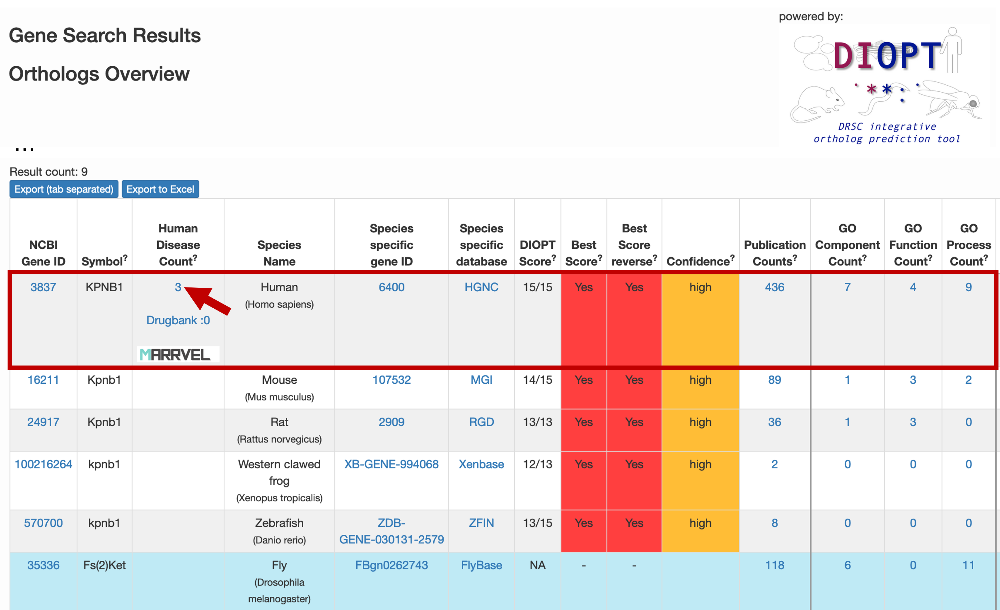 powered by:
Gene Search Results
Orthologs Overview
DIOPT
DRSC integrative
ortholog prediction tool
...
Result count: 9
Export (tab separated) Export to Excel
NCBI Gene ID Symbol? Human Disease Count? Species Name Species specific gene ID Species specific database DIOPT Score? Best Score? Best Score reverse? Confidence? Publication Counts? GO Component Count? GO Function Count? GO Process Count?
3837 KPNB1 3 Human 6400 HGNC 15/15 Yes Yes high 436 7 4 9
(Homo sapiens)
Drugbank :0
MARRVEL
16211 Kpnb1 Mouse 107532 MGI 14/15 Yes Yes high 89 1 3 2
(Mus musculus)
24917 Kpnb1 Rat 2909 RGD 13/13 Yes Yes high 36 1 3 0
(Rattus norvegicus)
100216264 kpnb1 Western clawed XB-GENE-994068 Xenbase 12/13 Yes Yes high 2 0 0 0
frog
(Xenopus tropicalis)
570700 kpnb1 Zebrafish ZDB- ZFIN 13/15 Yes Yes high 8 0 0 0
(Danio rerio) GENE-030131-2579
35336 Fs(2)Ket Fly FBgn0262743 FlyBase NA - - 118 6 0 11
(Drosophila
melanogaster)